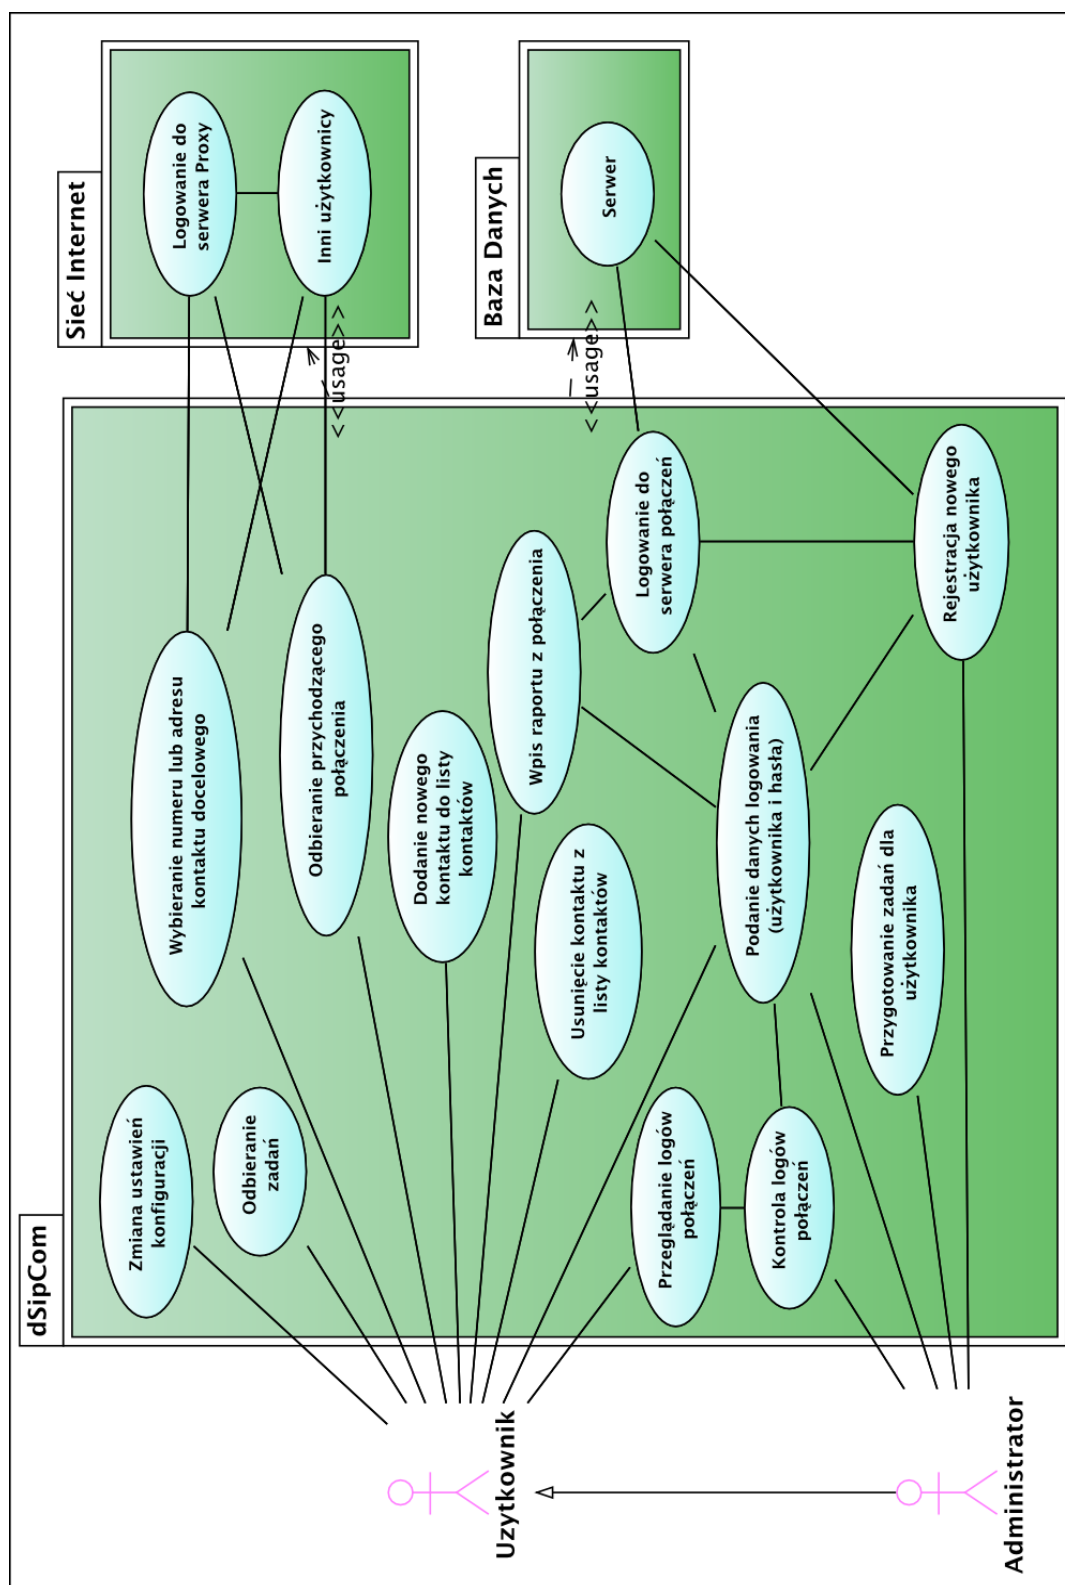 dSipCom
Zmiana ustawień
konfiguracji
Odbieranie
zadań
Wybieranie numeru lub adresu
kontaktu docelowego
Odbieranie przychodzącego
połączenia
Dodanie nowego
kontaktu do listy
kontaktów
Wpis raportu z połączenia
Usunięcie kontaktu z
listy kontaktów
Logowanie do
serwera połączeń
Podanie danych logowania
(użytkownika i hasła)
Przeglądanie logów
połączeń
Kontrola logów
połączeń
Przygotowanie zadań dla
użytkownika
Rejestracja nowego
użytkownika
Sieć Internet
Logowanie do
serwera Proxy
Inni użytkownicy
<<usage>>
Baza Danych
Serwer
<<usage>>
Uzytkownik
Administrator